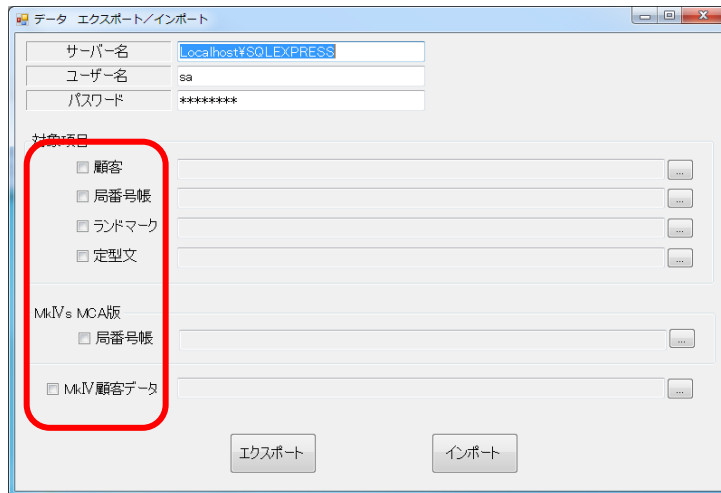 データ エクスポート／インポート
サーバー名 Localhost¥SQLEXPRESS
ユーザー名 sa
パスワード ********
対象項目
顧客 ...
局番号帳 ...
ランドマーク ...
定型文 ...
MkⅣs MCA版
局番号帳 ...
MkⅣ顧客データ ...
エクスポート インポート